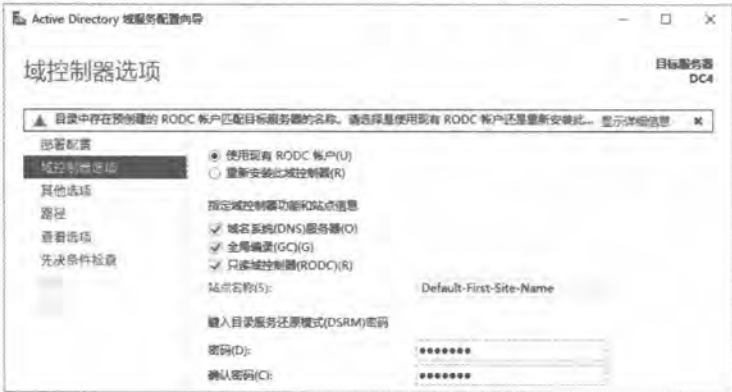 Active Directory 域服务配置向导
域控制器选项
目标服务器
DC4
目录中存在预创建的 RODC 帐户匹配目标服务器的名称。请选择是使用现有 RODC 帐户还是重新安装此... 显示详细信息
部署配置
域控制器选项
其他选项
路径
查看选项
先决条件检查
使用现有 RODC 帐户(U)
重新安装此域控制器(R)
指定域控制器功能和站点信息
域名系统(DNS)服务器(O)
全局编录(GC)(G)
只读域控制器(RODC)(R)
站点名称(S): Default-First-Site-Name
键入目录服务还原模式(DSRM)密码
密码(D): •••••••
确认密码(C): •••••••